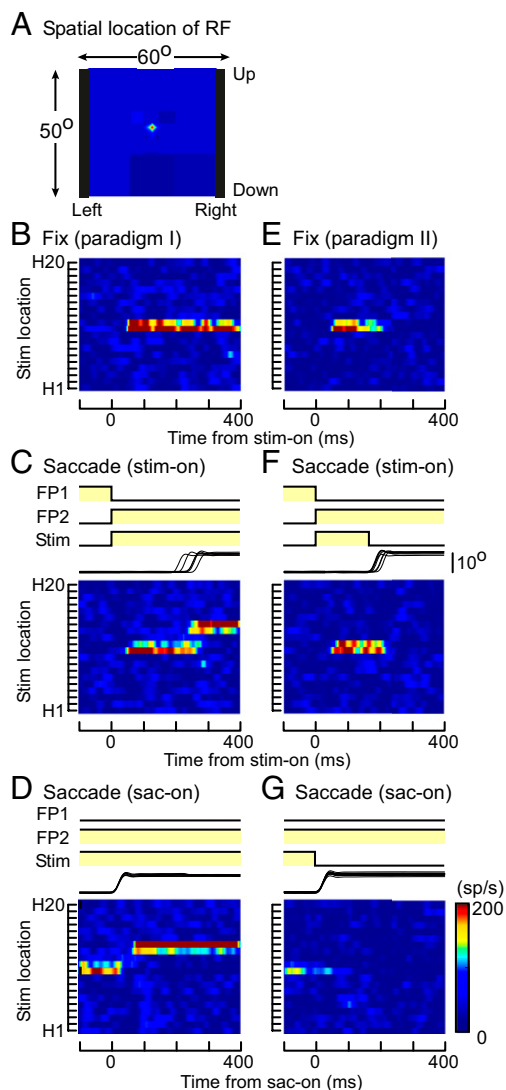 A Spatial location of RF
60°
Up
50°
Down
Left Right
B Fix (paradigm I)
H20
Stim location
H1
0 400
Time from stim-on (ms)
E Fix (paradigm II)
0 400
C Saccade (stim-on)
FP1
FP2
Stim
H20
Stim location
H1
0 400
Time from stim-on (ms)
F Saccade (stim-on)
10°
0 400
D Saccade (sac-on)
FP1
FP2
Stim
H20
Stim location
H1
0 400
Time from sac-on (ms)
G Saccade (sac-on)
(sp/s)
200
0
0 400